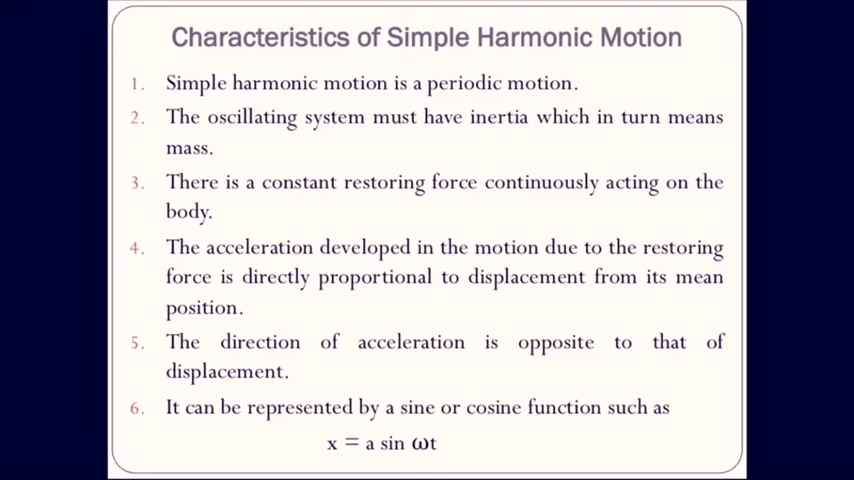 Characteristics of Simple Harmonic Motion
1. Simple harmonic motion is a periodic motion.
2. The oscillating system must have inertia which in turn means
mass.
3. There is a constant restoring force continuously acting on the
body.
4. The acceleration developed in the motion due to the restoring
force is directly proportional to displacement from its mean
position.
5. The direction of acceleration is opposite to that of
displacement.
6. It can be represented by a sine or cosine function such as
x = a sin ωt